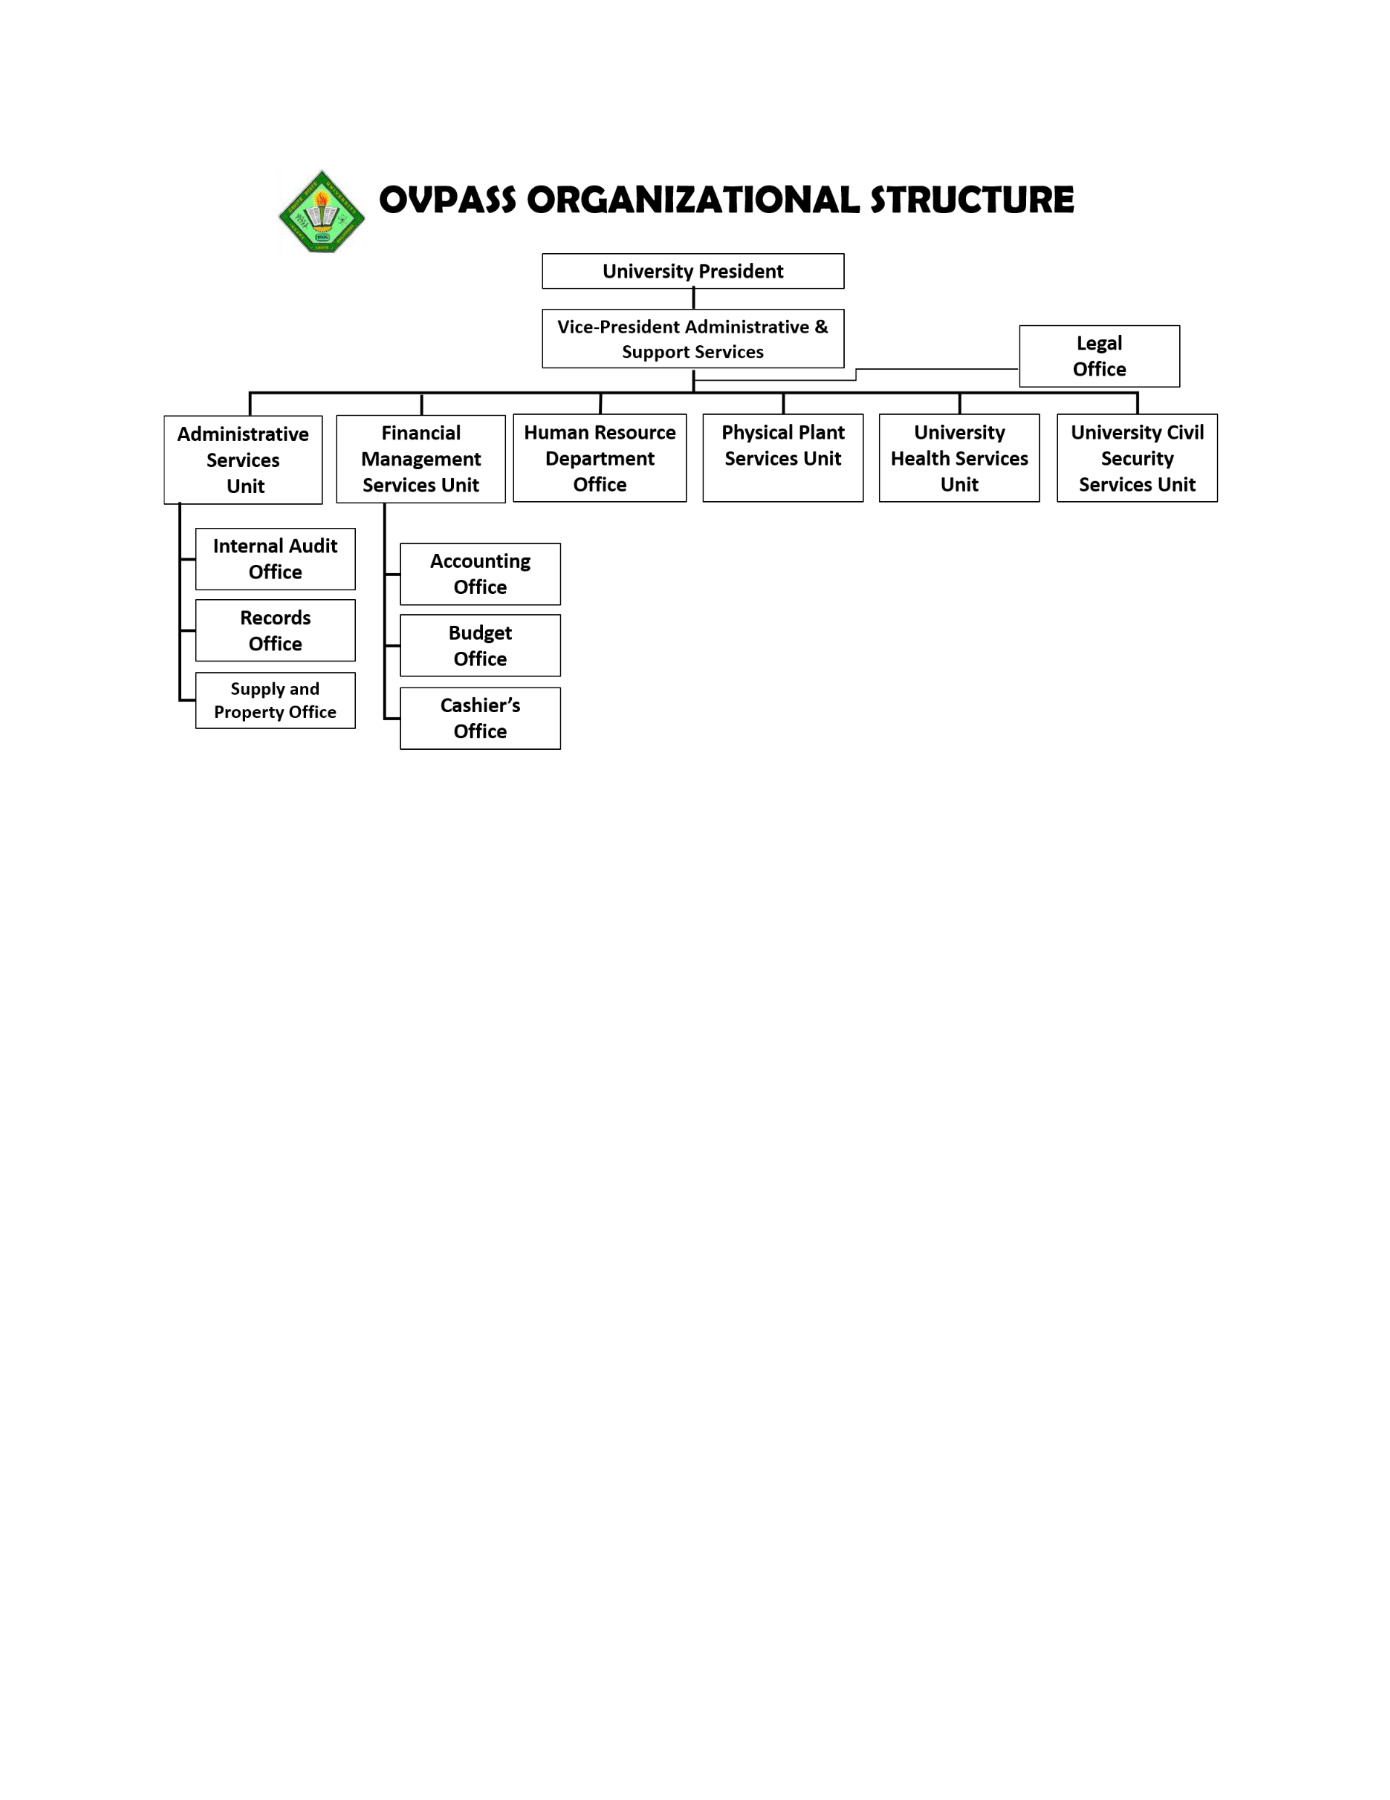 OVPASS ORGANIZATIONAL STRUCTURE
University President
Vice-President Administrative &
Support Services
Legal
Office
Administrative
Services
Unit
Financial
Management
Services Unit
Human Resource
Department
Office
Physical Plant
Services Unit
University
Health Services
Unit
University Civil
Security
Services Unit
Internal Audit
Office
Records
Office
Supply and
Property Office
Accounting
Office
Budget
Office
Cashier’s
Office